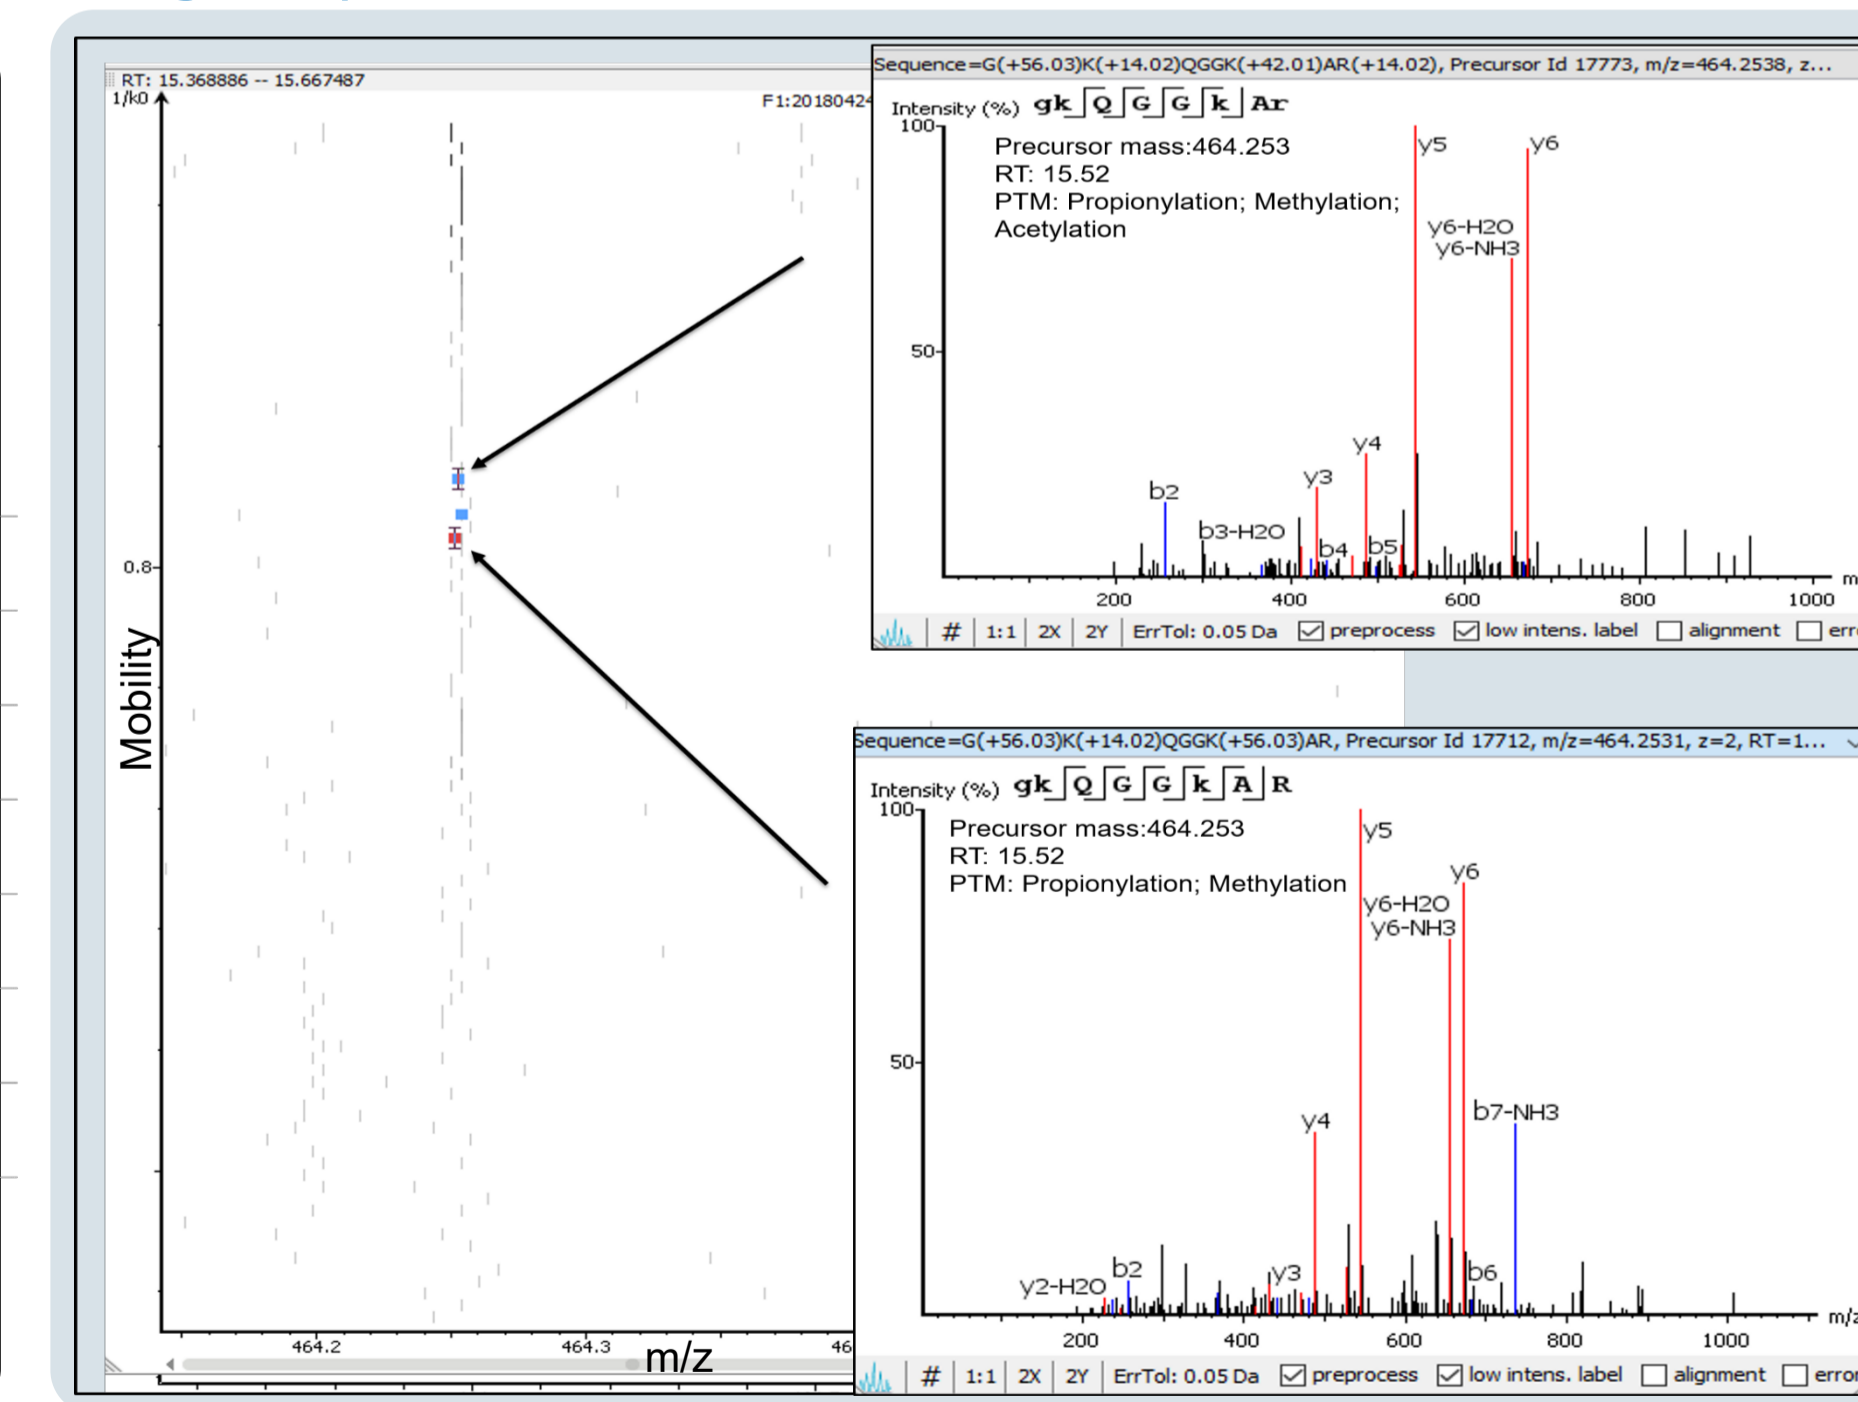 RT: 15.368886 -- 15.667487
1/k0
F1:20180424
0.8
Mobility
464.2
464.3
46
m/z
Sequence=G(+56.03)K(+14.02)QGGK(+42.01)AR(+14.02), Precursor Id 17773, m/z=464.2538, z...
Intensity (%)
gk Q G G k Ar
Precursor mass:464.253
RT: 15.52
PTM: Propionylation; Methylation;
Acetylation
100
50
y5
y6
y6-H2O
y6-NH3
y4
y3
b2
b3-H2O
b4
b5
200
400
600
800
1000
m
# 1:1 2X 2Y ErrTol: 0.05 Da preprocess low intens. label alignment err
Sequence=G(+56.03)K(+14.02)QGGK(+56.03)AR, Precursor Id 17712, m/z=464.2531, z=2, RT=1...
Intensity (%)
gk Q G G k A R
Precursor mass:464.253
RT: 15.52
PTM: Propionylation; Methylation
100
50
y5
y6
y6-H2O
y6-NH3
b7-NH3
y4
b2
y2-H2O
y3
b6
200
400
600
800
1000
m/z
# 1:1 2X 2Y ErrTol: 0.05 Da preprocess low intens. label alignment error